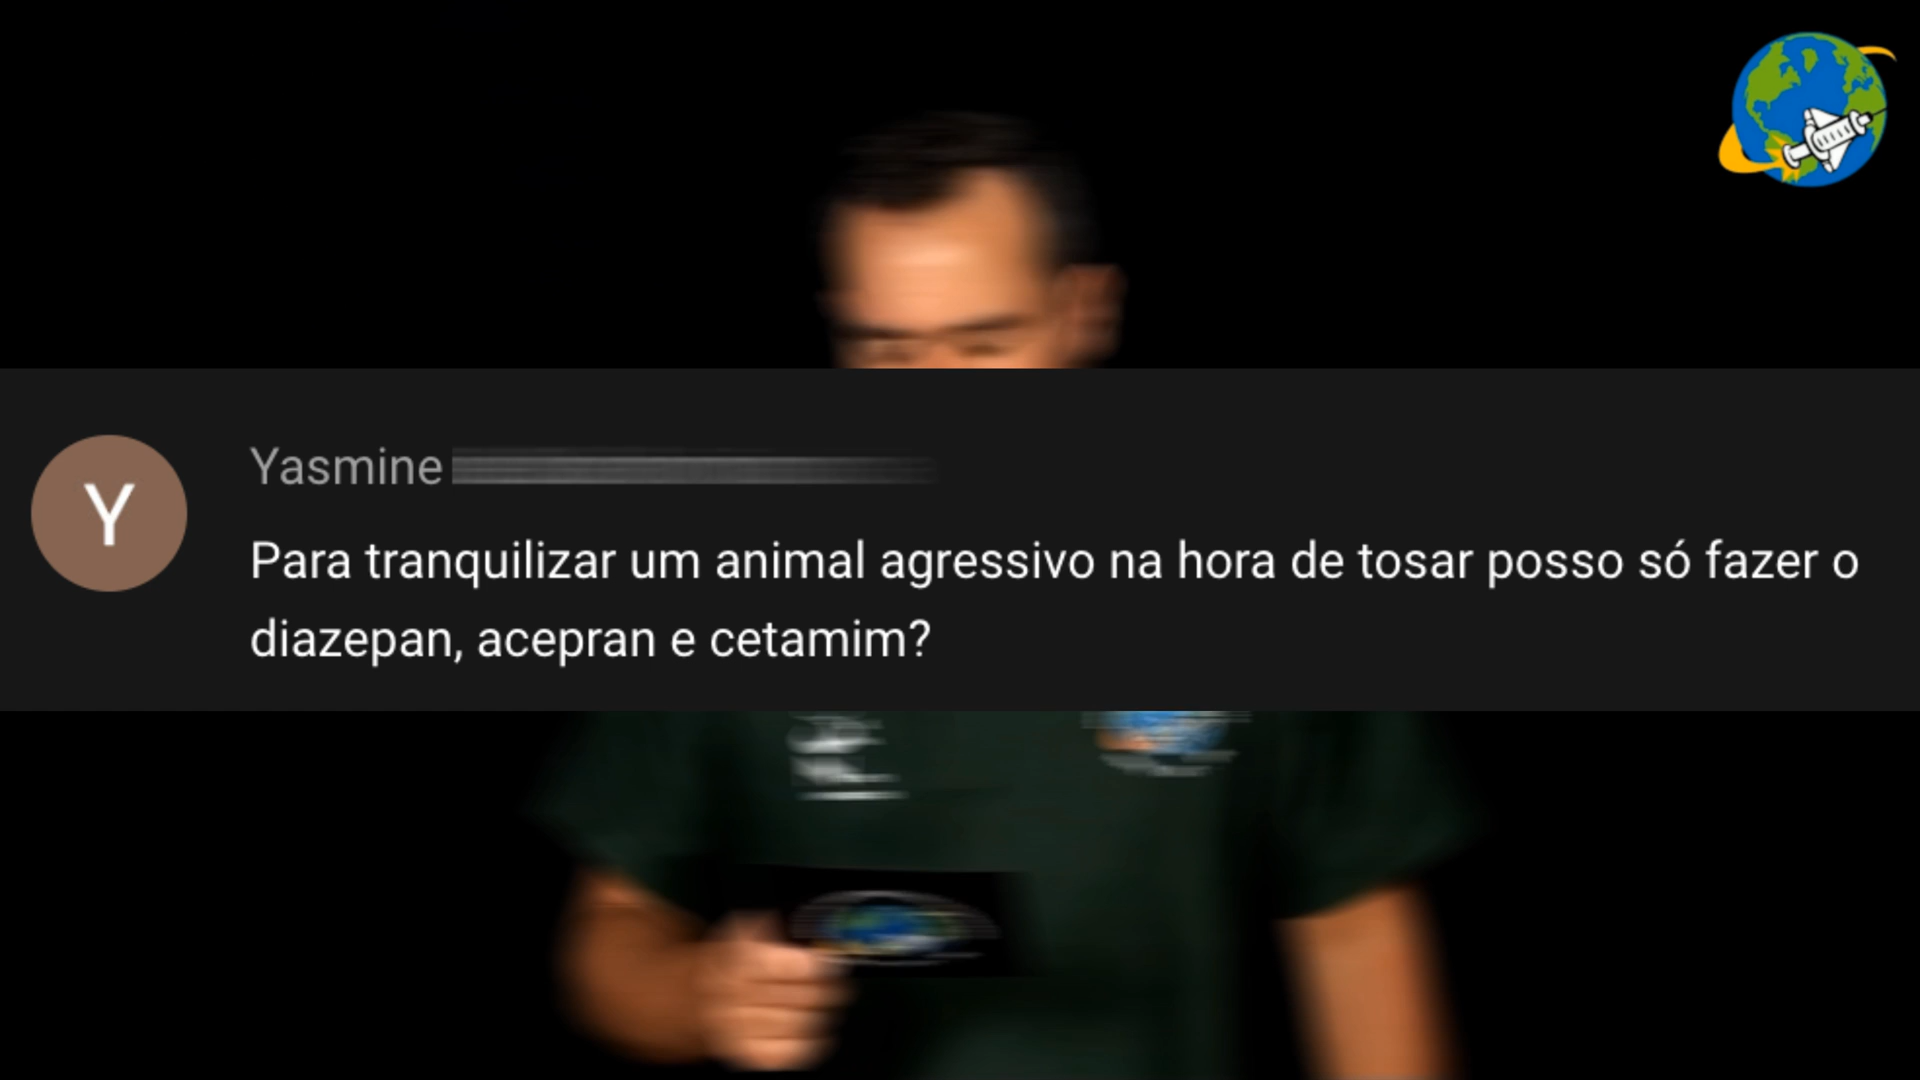 Y
Yasmine
Para tranquilizar um animal agressivo na hora de tosar posso só fazer o
diazepan, acepran e cetamim?